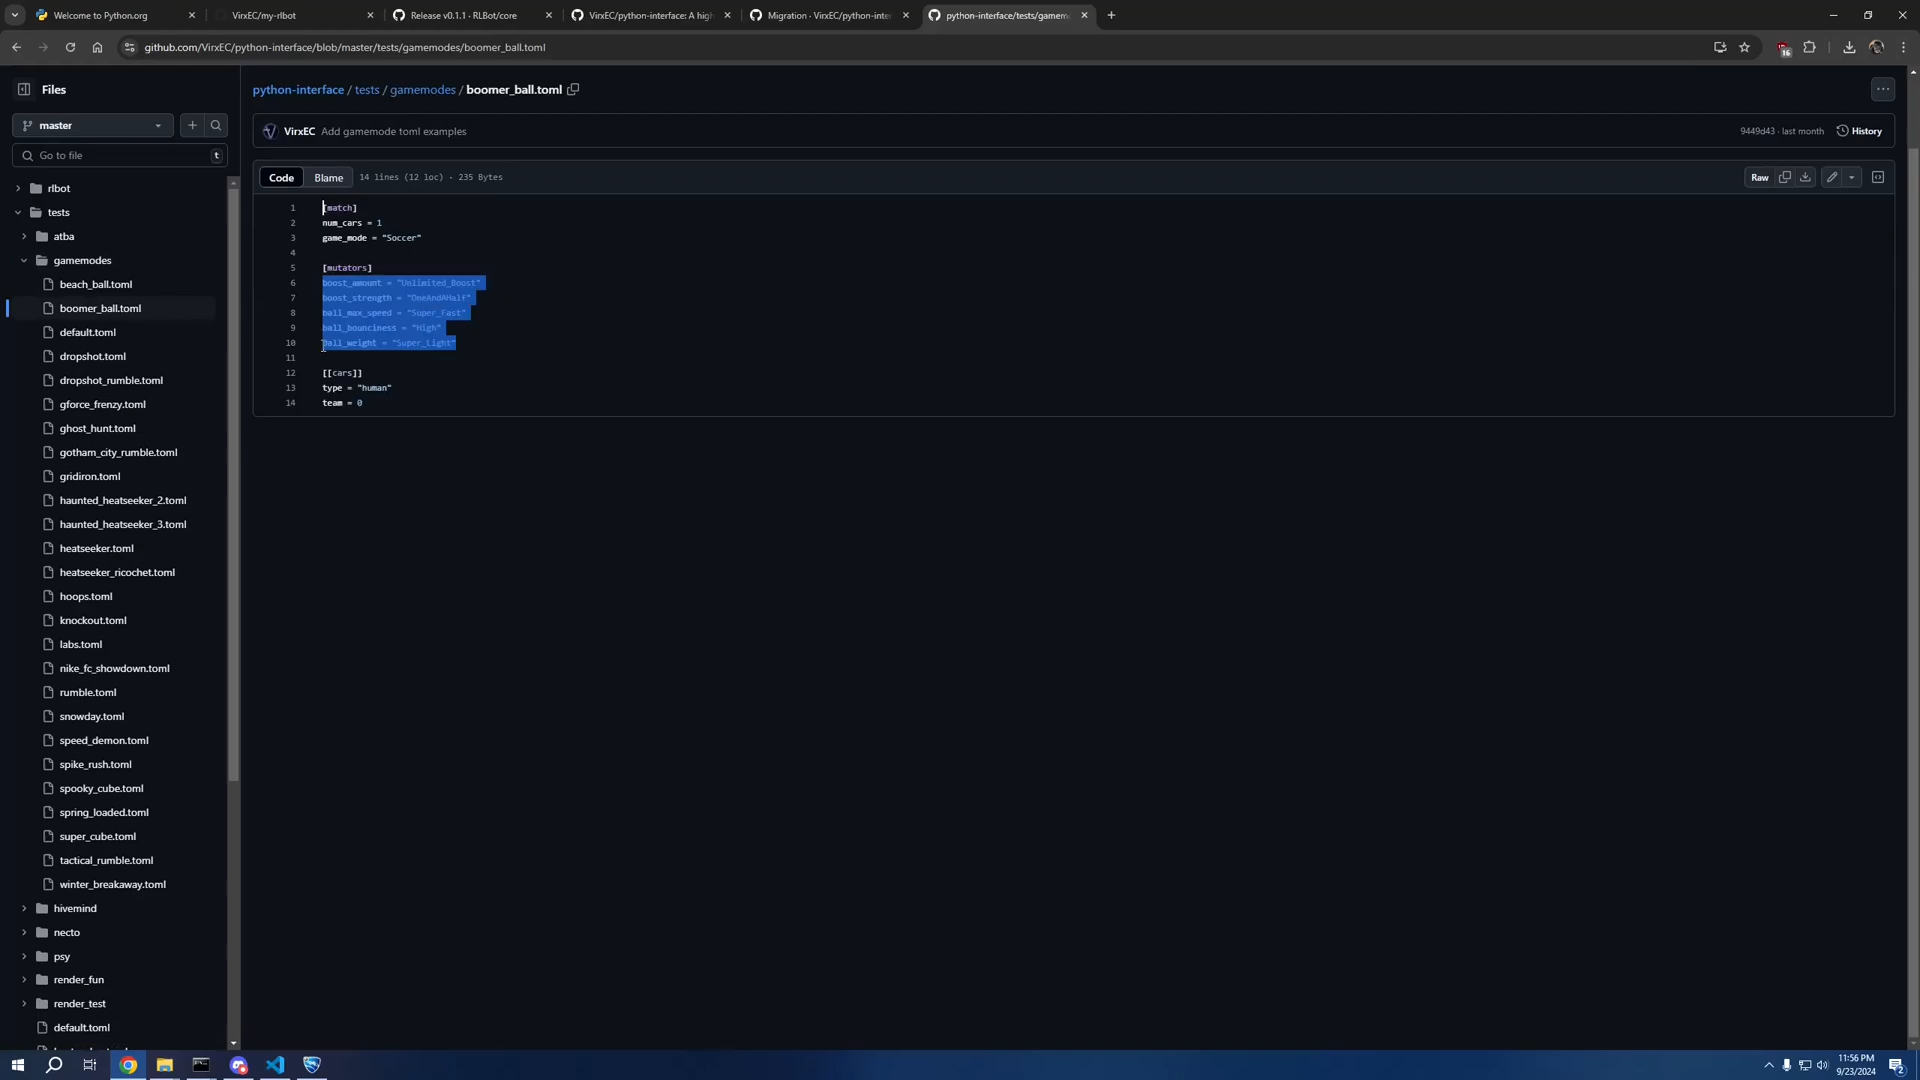 Welcome to Python.org
VirxEC/my-rlbot
Release v0.1.1 · RLBot/core
VirxEC/python-interface: A high
Migration · VirxEC/python-inter
python-interface/tests/gamem
github.com/VirxEC/python-interface/blob/master/tests/gamemodes/boomer_ball.toml
16
Files
python-interface / tests / gamemodes / boomer_ball.toml
master
VirxEC Add gamemode toml examples
9449d43 · last month
History
Go to file
t
Code
Blame
14 lines (12 loc) · 235 Bytes
Raw
rlbot
tests
atba
gamemodes
beach_ball.toml
boomer_ball.toml
default.toml
dropshot.toml
dropshot_rumble.toml
gforce_frenzy.toml
ghost_hunt.toml
gotham_city_rumble.toml
gridiron.toml
haunted_heatseeker_2.toml
haunted_heatseeker_3.toml
heatseeker.toml
heatseeker_ricochet.toml
hoops.toml
knockout.toml
labs.toml
nike_fc_showdown.toml
rumble.toml
snowday.toml
speed_demon.toml
spike_rush.toml
spooky_cube.toml
spring_loaded.toml
super_cube.toml
tactical_rumble.toml
winter_breakaway.toml
hivemind
necto
psy
render_fun
render_test
default.toml
1 [match]
2 num_cars = 1
3 game_mode = "Soccer"
4
5 [mutators]
6 boost_amount = "Unlimited_Boost"
7 boost_strength = "OneAndAHalf"
8 ball_max_speed = "Super_Fast"
9 ball_bounciness = "High"
10 ball_weight = "Super_Light"
11
12 [[cars]]
13 type = "human"
14 team = 0
11:56 PM
9/23/2024
2